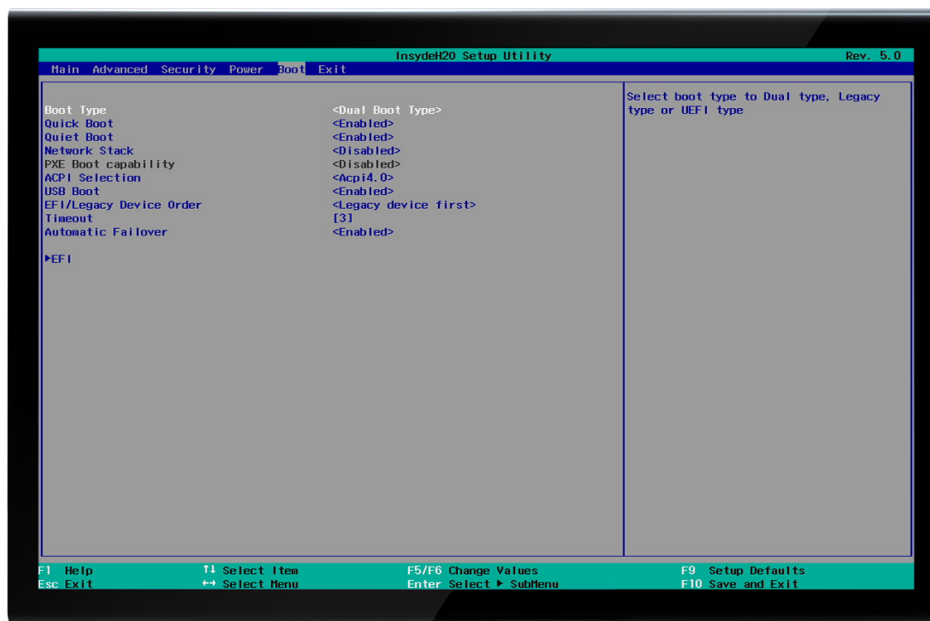 InsydeH20 Setup Utility Rev. 5.0
Main Advanced Security Power Boot Exit
Boot Type <Dual Boot Type>
Quick Boot <Enabled>
Quiet Boot <Enabled>
Network Stack <Disabled>
PXE Boot capability <Disabled>
ACPI Selection <Acpi4.0>
USB Boot <Enabled>
EFI/Legacy Device Order <Legacy device first>
Timeout [3]
Automatic Failover <Enabled>
▶EFI
Select boot type to Dual type, Legacy
type or UEFI type
F1 Help ↑↓ Select Item F5/F6 Change Values F9 Setup Defaults
Esc Exit ↔ Select Menu Enter Select ▶ SubMenu F10 Save and Exit